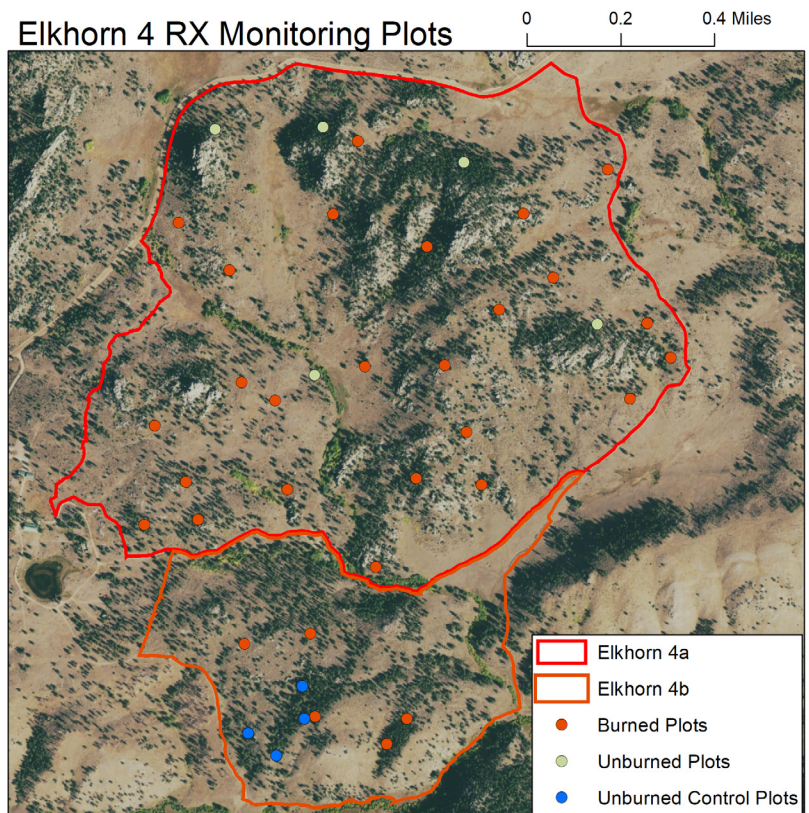 Elkhorn 4 RX Monitoring Plots
0 0.2 0.4 Miles
Elkhorn 4a
Elkhorn 4b
Burned Plots
Unburned Plots
Unburned Control Plots